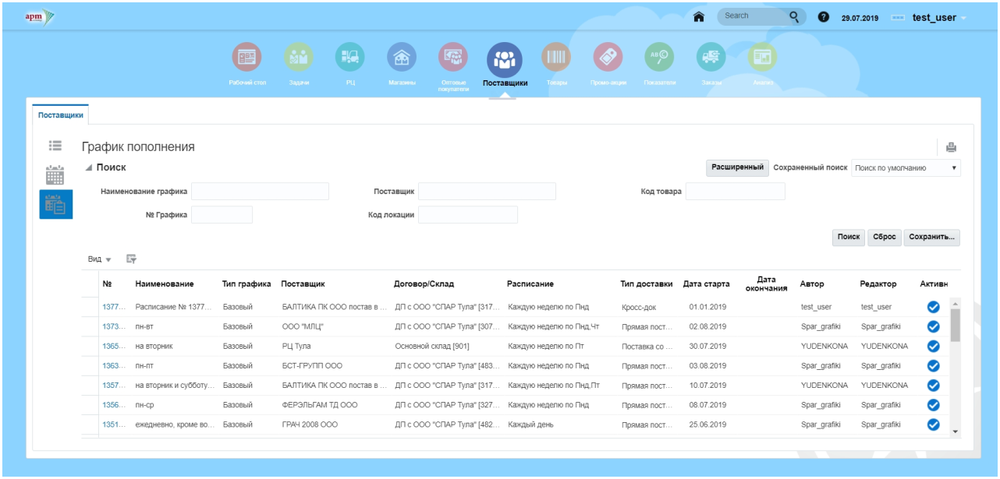 apm
Search
29.07.2019
test_user
Рабочий стол
Задачи
РЦ
Магазины
Оптовые
покупатели
Поставщики
Товары
Промо-акции
Показатели
Заказы
Анализ
Поставщики
График пополнения
Поиск
Расширенный Сохраненный поиск Поиск по умолчанию
Наименование графика Поставщик Код товара
№ Графика Код локации
Поиск Сброс Сохранить...
Вид
№ Наименование Тип графика Поставщик Договор/Склад Расписание Тип доставки Дата старта Дата окончания Автор Редактор Активн
1377... Расписание № 1377... Базовый БАЛТИКА ПК ООО постав в ... ДП с ООО "СПАР Тула" [317... Каждую неделю по Пнд Кросс-док 01.01.2019 test_user test_user
1373... пн-вт Базовый ООО "МЛЦ" ДП с ООО "СПАР Тула" [307... Каждую неделю по Пнд,Чт Прямая пост... 02.08.2019 Spar_grafiki Spar_grafiki
1365... на вторник Базовый РЦ Тула Основной склад [901] Каждую неделю по Пт Поставка со ... 30.07.2019 YUDENKONA YUDENKONA
1363... пн-пт Базовый БСТ-ГРУПП ООО ДП с ООО "СПАР Тула" [483... Каждую неделю по Пнд Прямая пост... 03.08.2019 Spar_grafiki Spar_grafiki
1357... на вторник и субботу... Базовый БАЛТИКА ПК ООО постав в ... ДП с ООО "СПАР Тула" [317... Каждую неделю по Пнд,Пт Прямая пост... 10.07.2019 YUDENKONA YUDENKONA
1356... пн-ср Базовый ФЕРЭЛЬГАМ ТД ООО ДП с ООО "СПАР Тула" [327... Каждую неделю по Пнд Прямая пост... 08.07.2019 Spar_grafiki Spar_grafiki
1351... ежедневно, кроме во... Базовый ГРАЧ 2008 ООО ДП с ООО "СПАР Тула" [482... Каждый день Прямая пост... 25.06.2019 Spar_grafiki Spar_grafiki